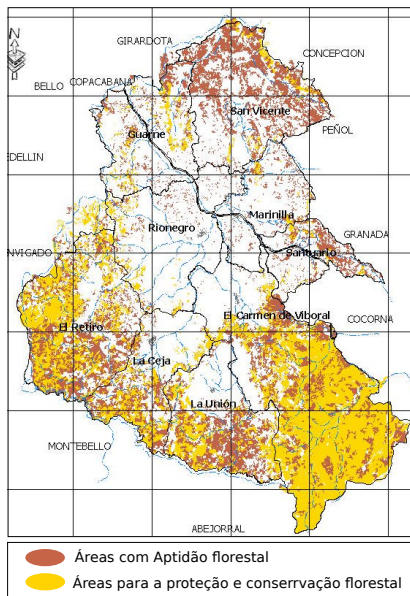 N
GIRARDOTA
CONCEPCION
BELLO
COPACABANA
San Vicente
PEÑOL
Guarne
EDELLIN
Marinilla
Rionegro
GRANADA
NVIGADO
Santuario
El Carmen de Viboral
COCORNA
El Retiro
La Ceja
La Unión
MONTEBELLO
ABEJORRAL
Áreas com Aptidão florestal
Áreas para a proteção e conserrvação florestal